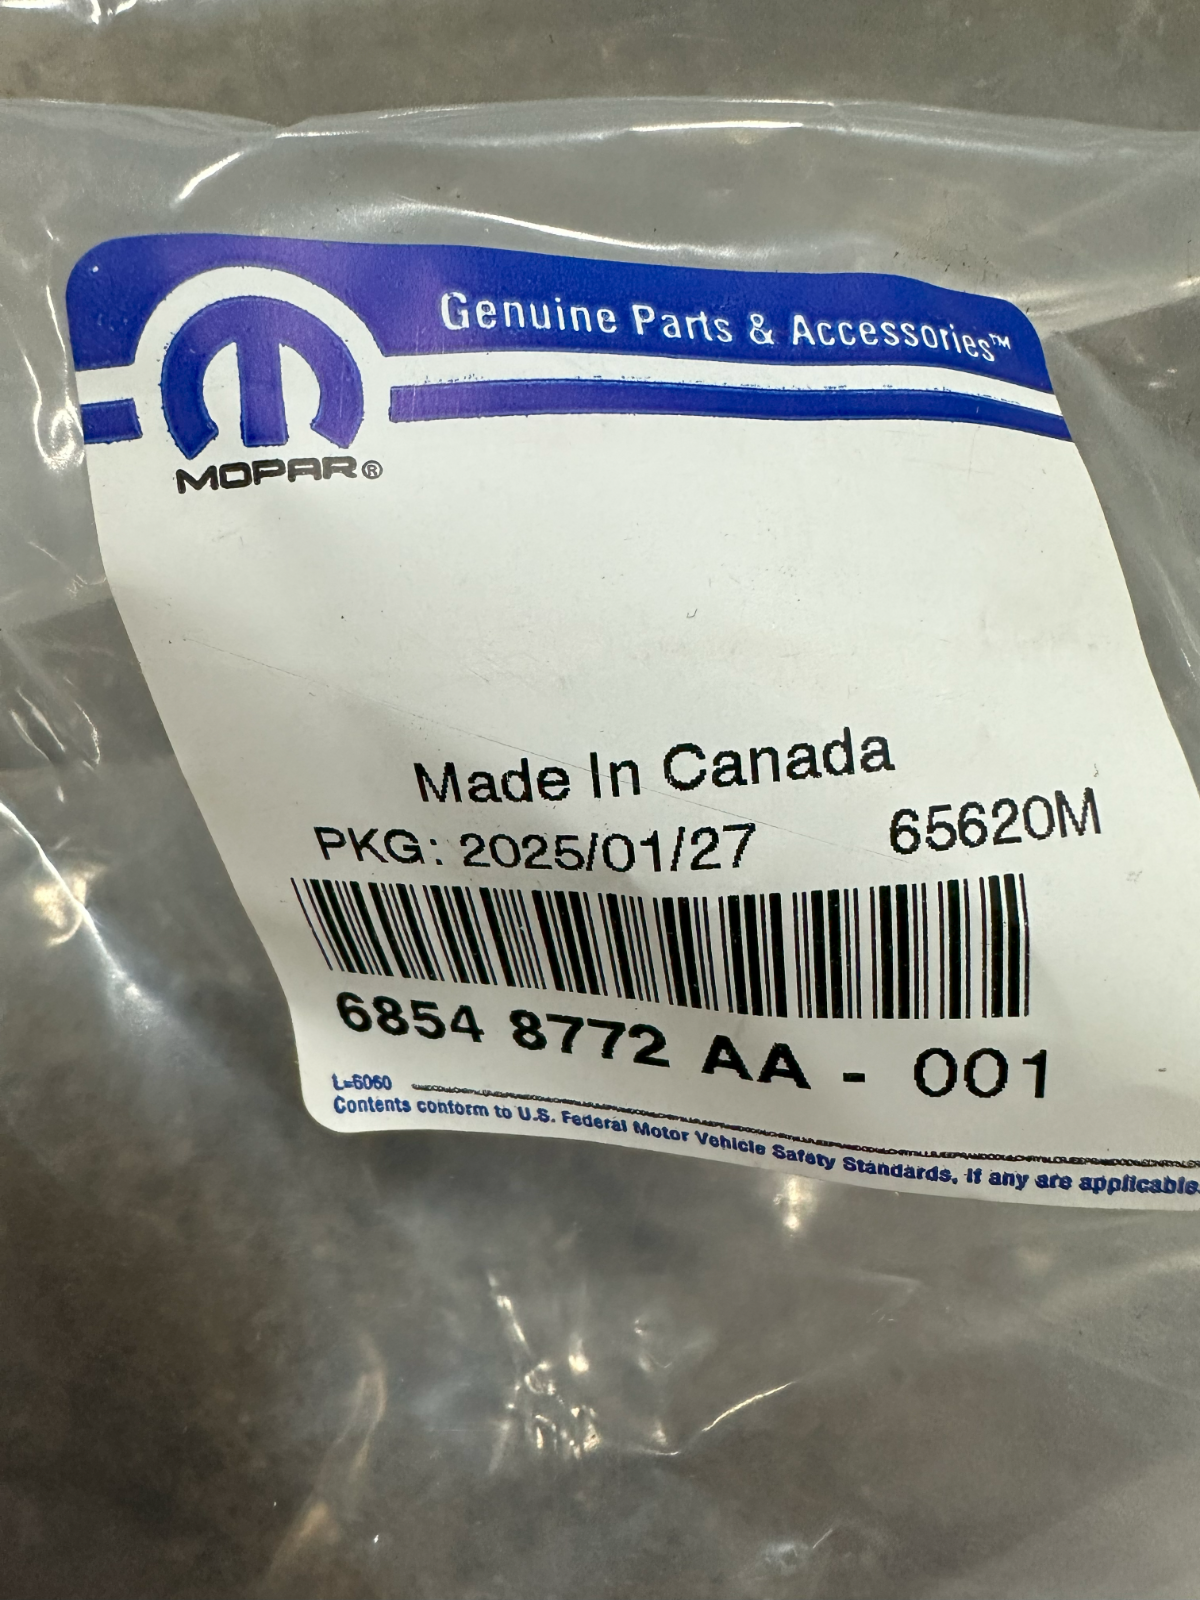 Genuine Parts & Accessories™
MOPAR®
Made In Canada
PKG: 2025/01/27 65620M
6854 8772 AA - 001
L=6060
Contents conform to U.S. Federal Motor Vehicle Safety Standards, if any are applicable.